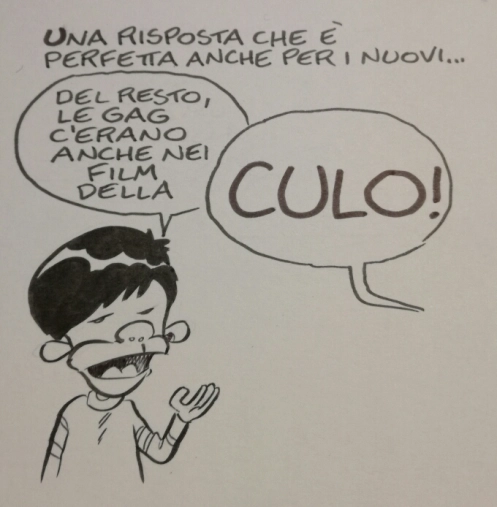 UNA RISPOSTA CHE È
PERFETTA ANCHE PER I NUOVI...
DEL RESTO,
LE GAG
C'ERANO
ANCHE NEI
FILM
DELLA
CULO!